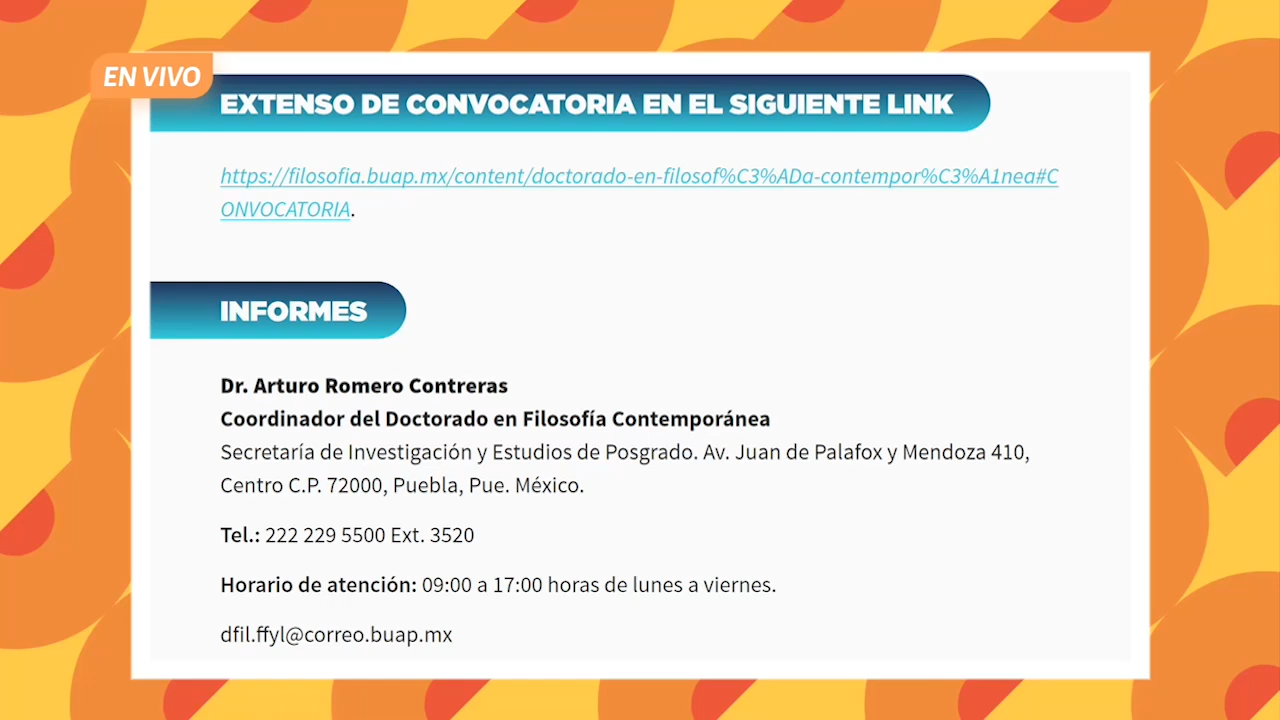 EN VIVO
EXTENSO DE CONVOCATORIA EN EL SIGUIENTE LINK
https://filosofia.buap.mx/content/doctorado-en-filosof%C3%ADa-contempor%C3%A1nea#C
ONVOCATORIA.
INFORMES
Dr. Arturo Romero Contreras
Coordinador del Doctorado en Filosofía Contemporánea
Secretaría de Investigación y Estudios de Posgrado. Av. Juan de Palafox y Mendoza 410,
Centro C.P. 72000, Puebla, Pue. México.
Tel.: 222 229 5500 Ext. 3520
Horario de atención: 09:00 a 17:00 horas de lunes a viernes.
dfil.ffyl@correo.buap.mx